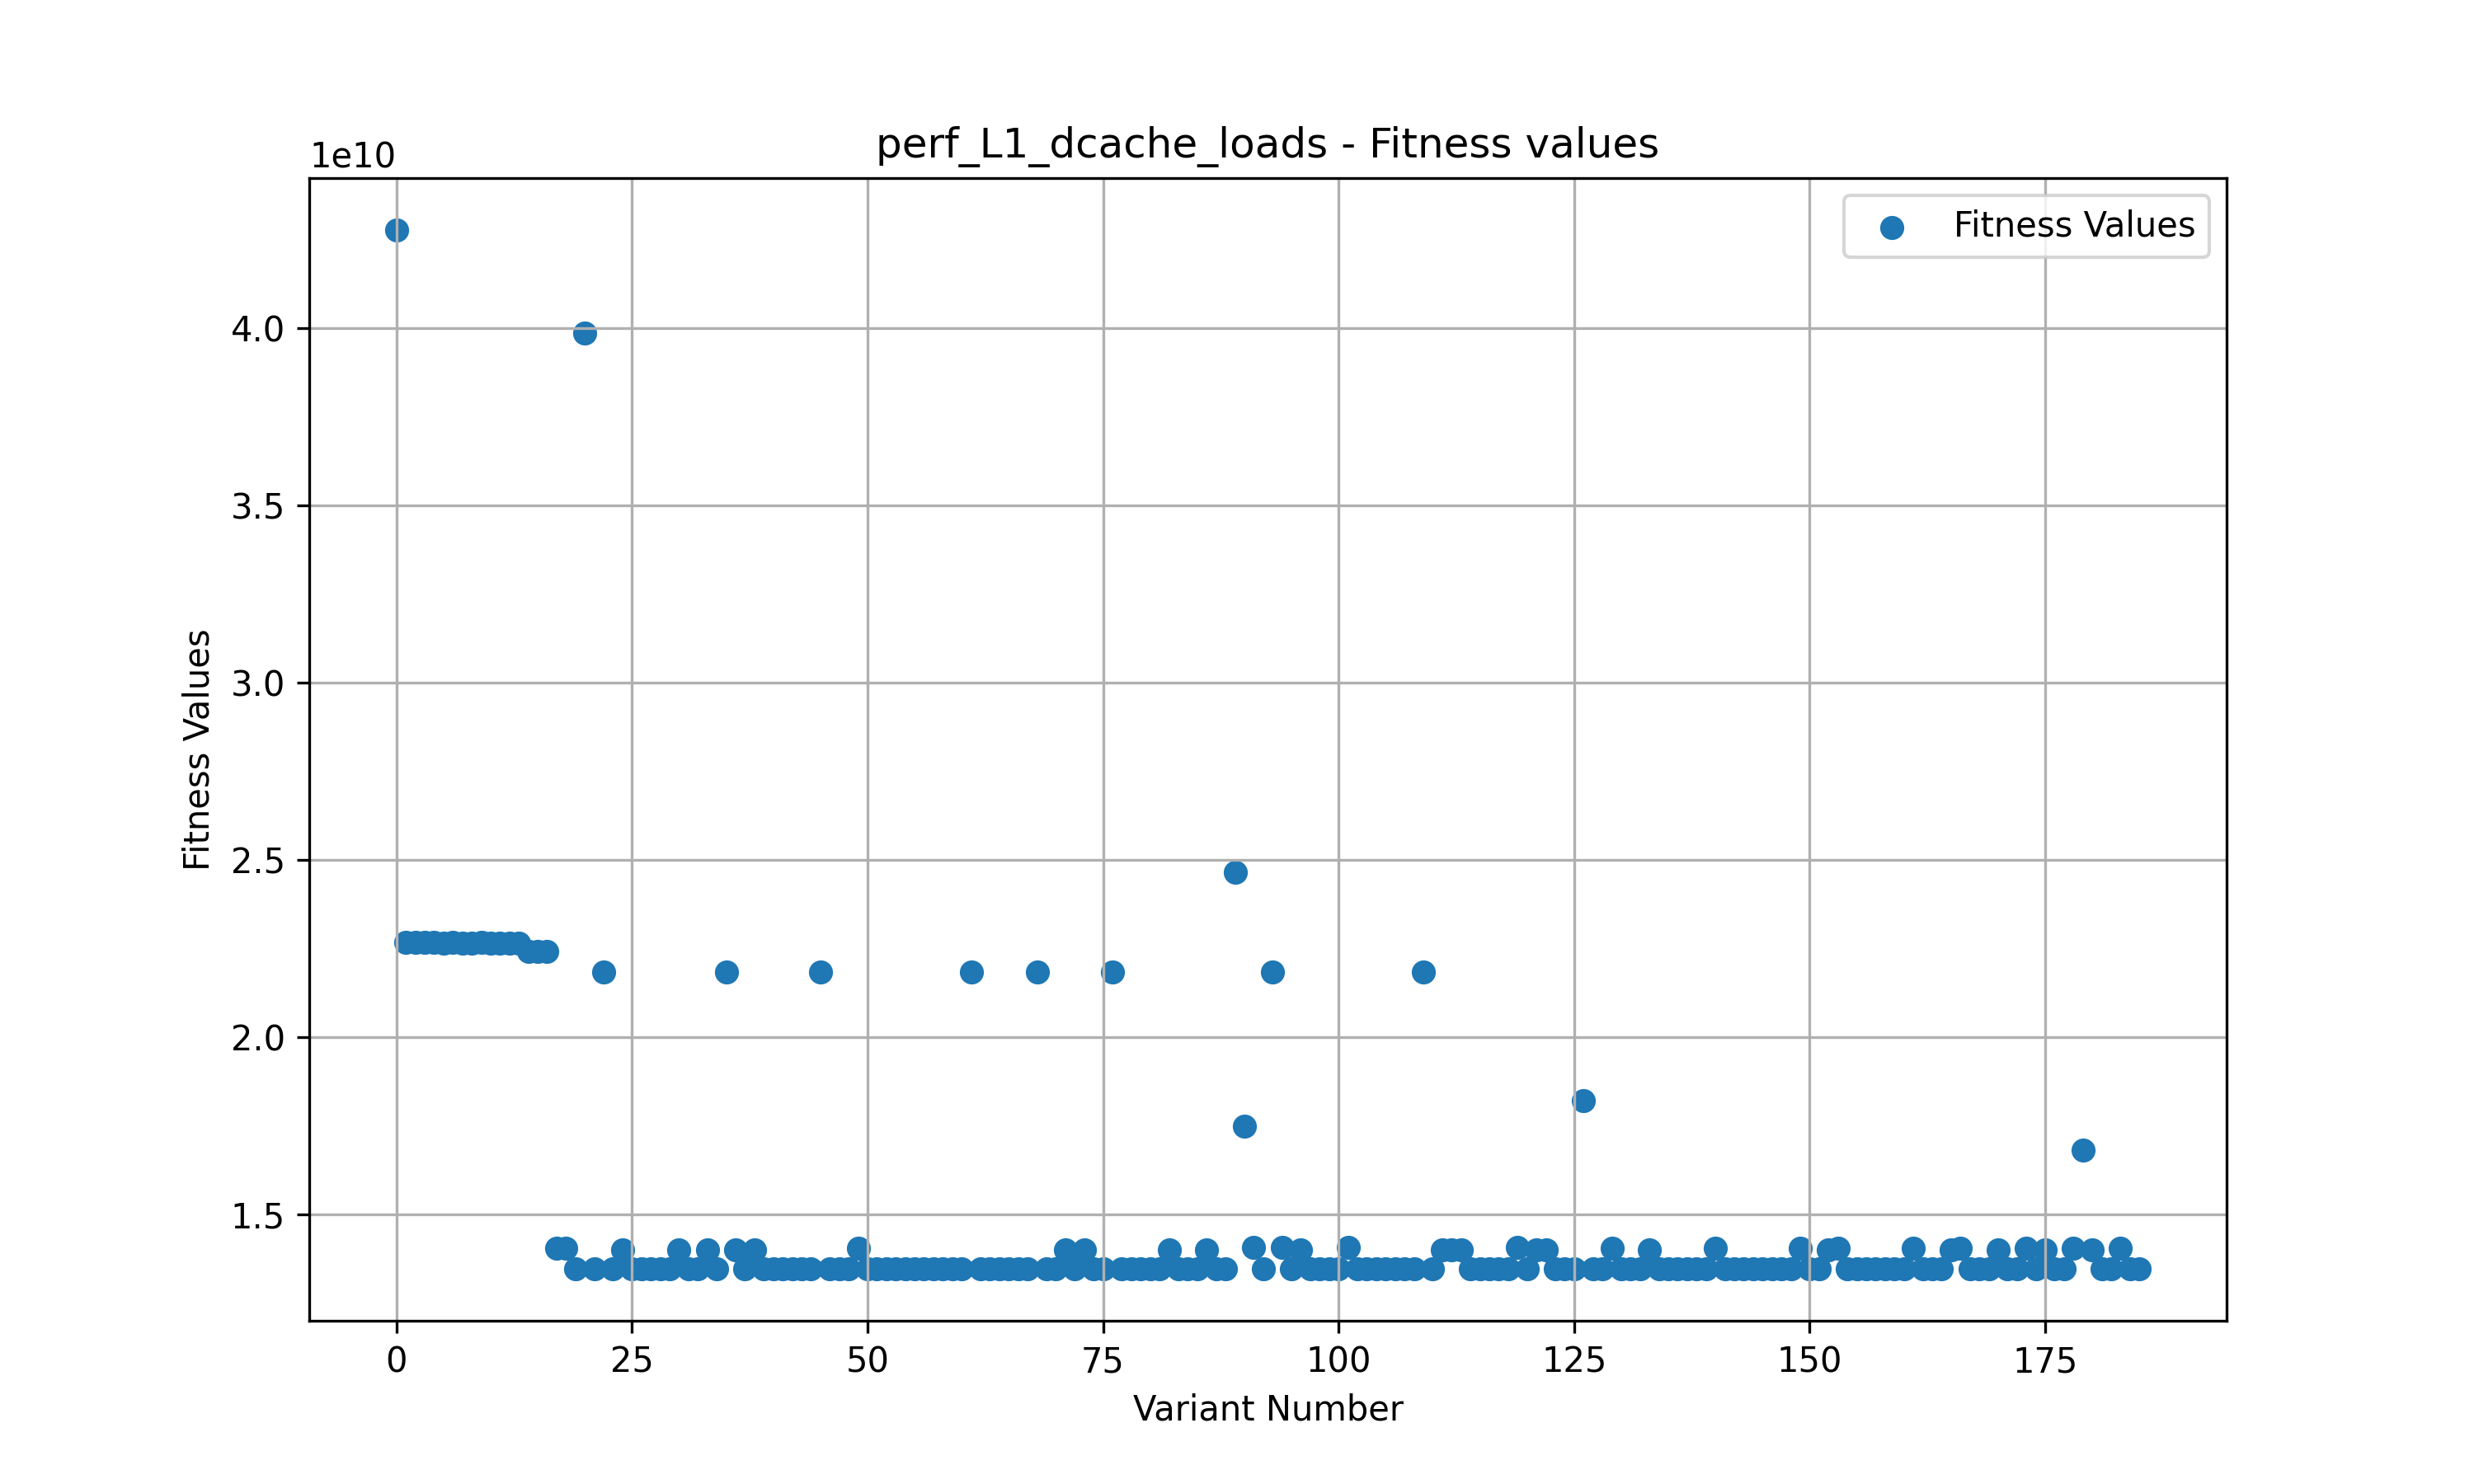 perf_L1_dcache_loads - Fitness values
1e10
Fitness Values
4.0
3.5
3.0
2.5
2.0
1.5
Fitness Values
0 25 50 75 100 125 150 175
Variant Number